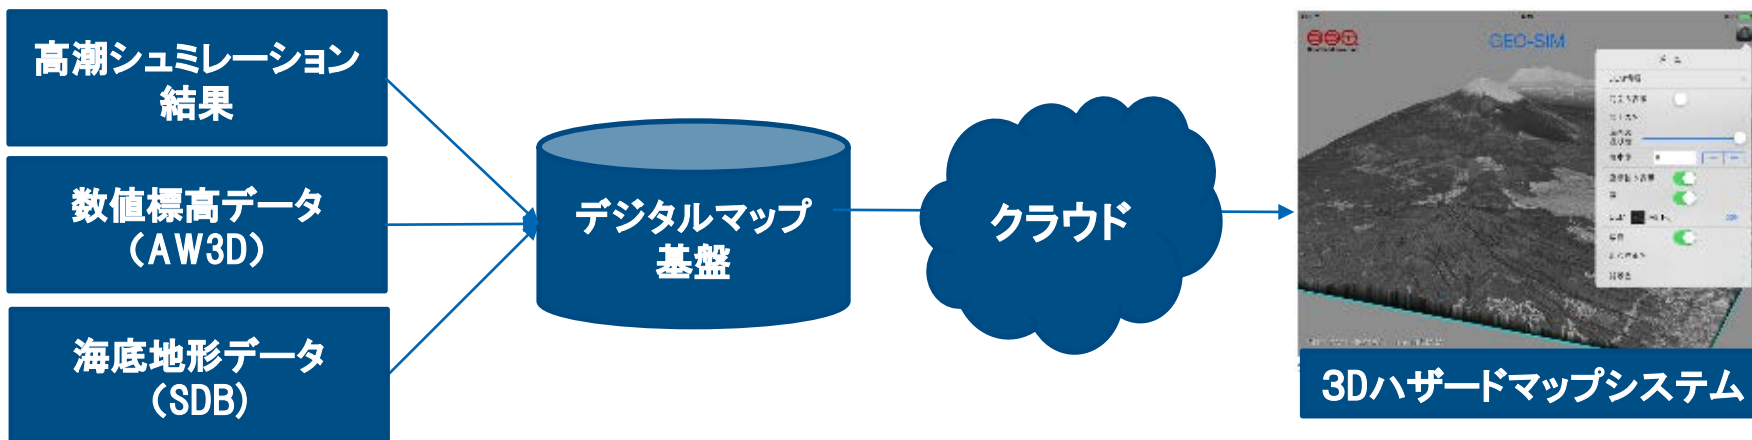 高潮シュミレーション
結果
数値標高データ
（AW3D）
海底地形データ
（SDB）
デジタルマップ
基盤
クラウド
GEO-SIM
3Dハザードマップシステム